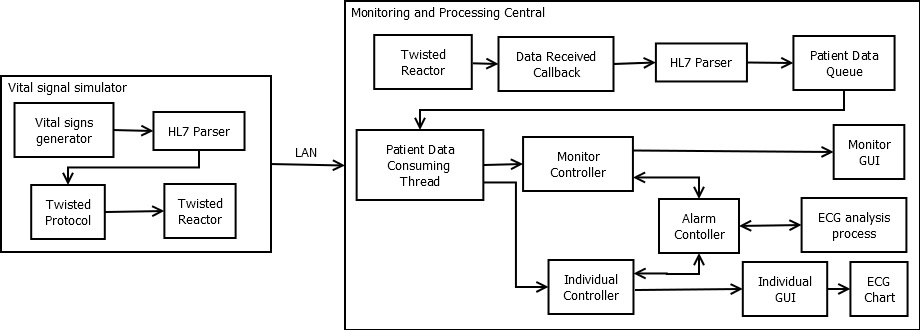 Monitoring and Processing Central
Twisted
Reactor
Data Received
Callback
HL7 Parser
Patient Data
Queue
Vital signal simulator
Vital signs
generator
HL7 Parser
Twisted
Protocol
Twisted
Reactor
LAN
Patient Data
Consuming
Thread
Monitor
Controller
Monitor
GUI
Alarm
Contoller
ECG analysis
process
Individual
Controller
Individual
GUI
ECG
Chart